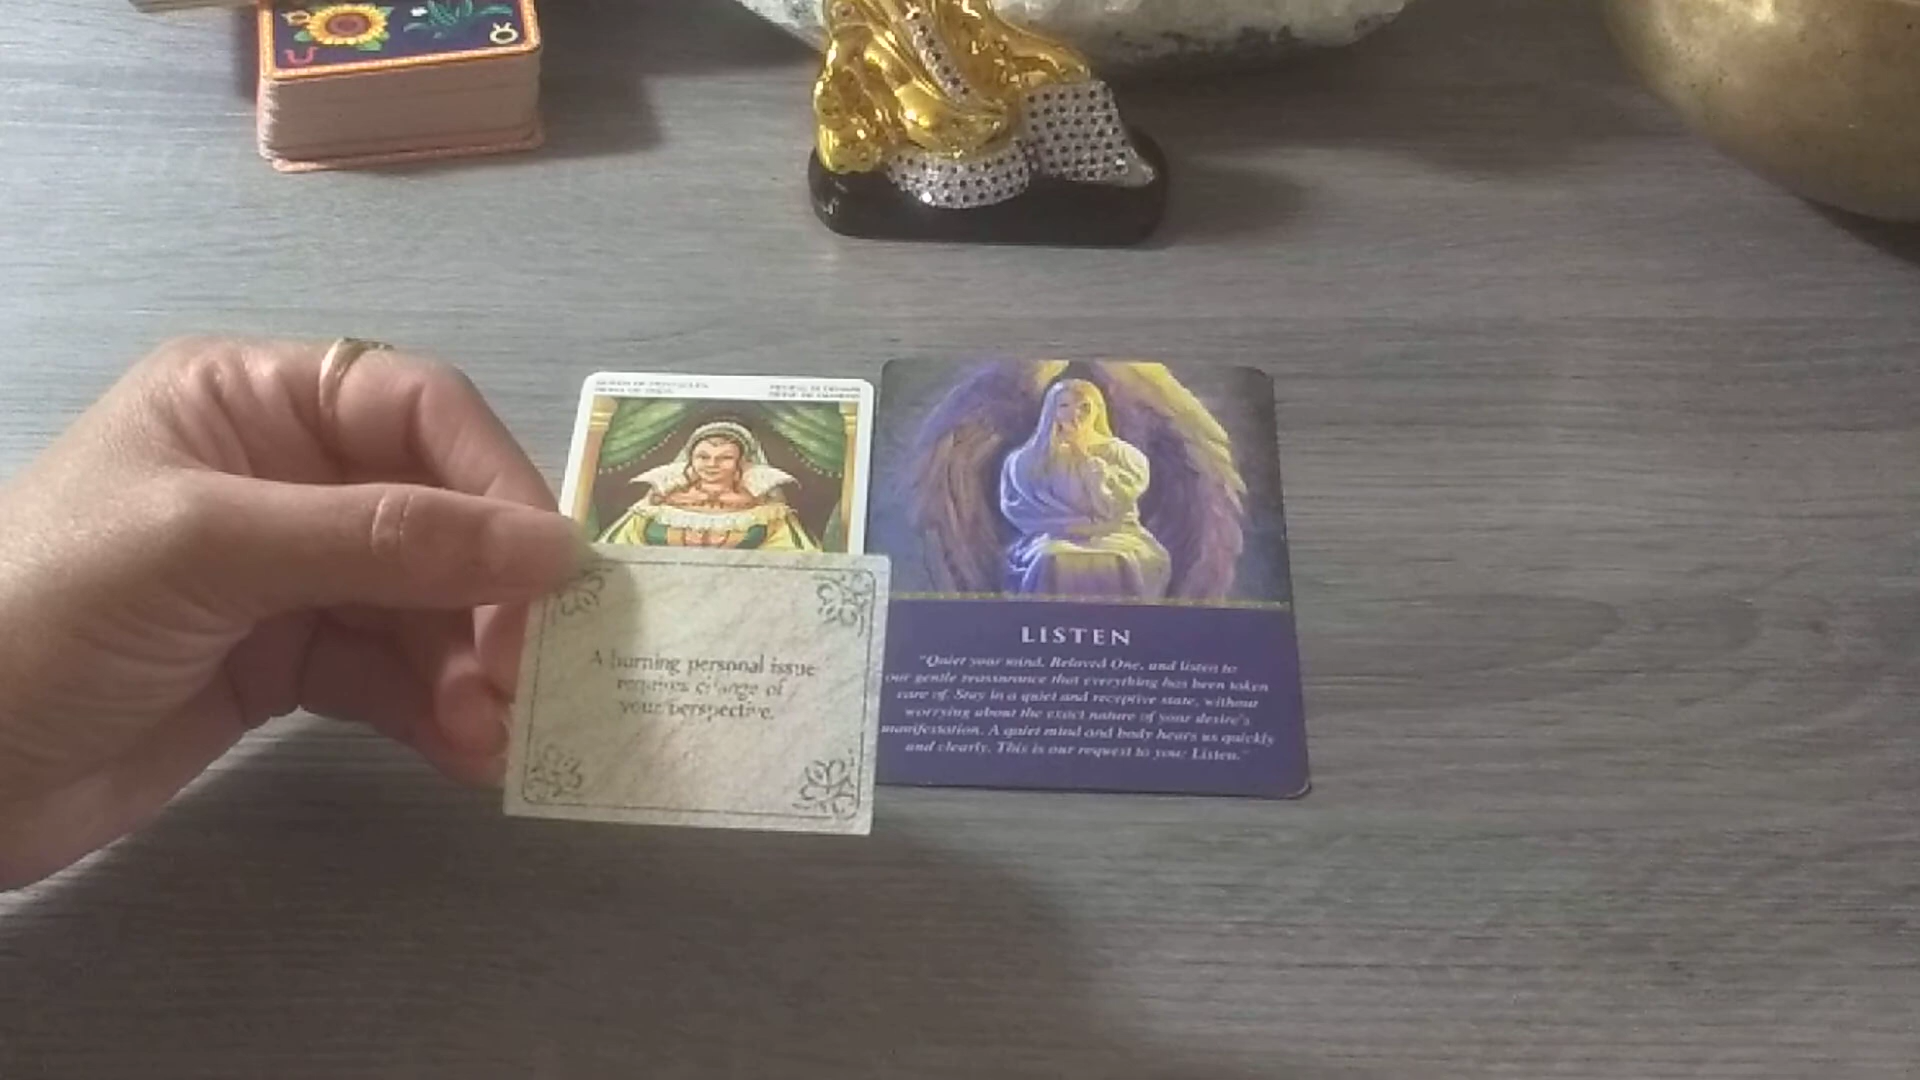 QUEEN OF PENTACLES
A burning personal issue
requires change of
your perspective.
LISTEN
"Quiet your mind, Beloved One, and listen to
our gentle reassurance that everything has been taken
care of. Stay in a quiet and receptive state, without
worrying about the exact nature of your desire's
manifestation. A quiet mind and body hears us quickly
and clearly. This is our request to you: Listen."